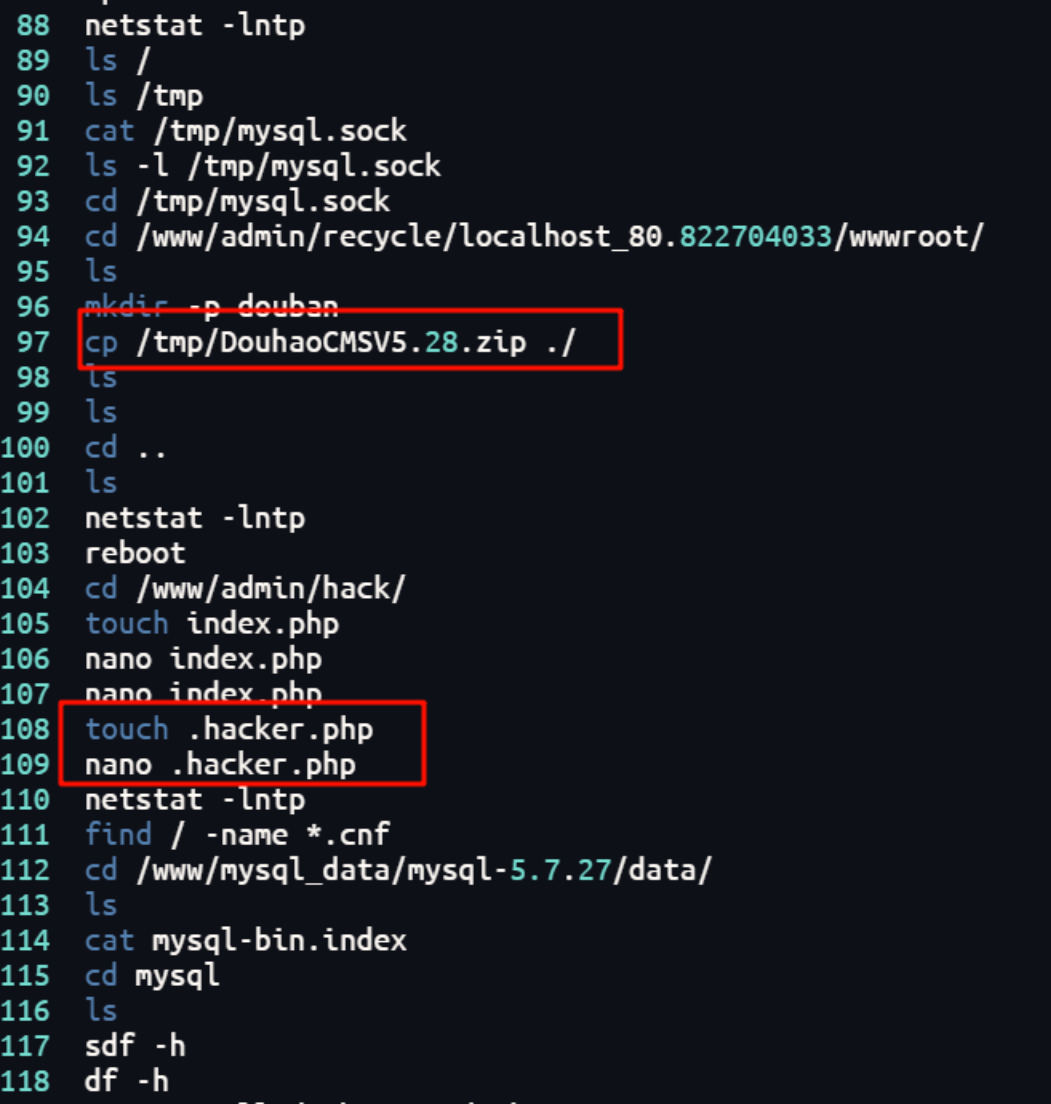 88 netstat -lntp
89 ls /
90 ls /tmp
91 cat /tmp/mysql.sock
92 ls -l /tmp/mysql.sock
93 cd /tmp/mysql.sock
94 cd /www/admin/recycle/localhost_80.822704033/wwwroot/
95 ls
96 mkdir -p douban
97 cp /tmp/DouhaoCMSV5.28.zip ./
98 ls
99 ls
100 cd ..
101 ls
102 netstat -lntp
103 reboot
104 cd /www/admin/hack/
105 touch index.php
106 nano index.php
107 nano index.php
108 touch .hacker.php
109 nano .hacker.php
110 netstat -lntp
111 find / -name *.cnf
112 cd /www/mysql_data/mysql-5.7.27/data/
113 ls
114 cat mysql-bin.index
115 cd mysql
116 ls
117 sdf -h
118 df -h